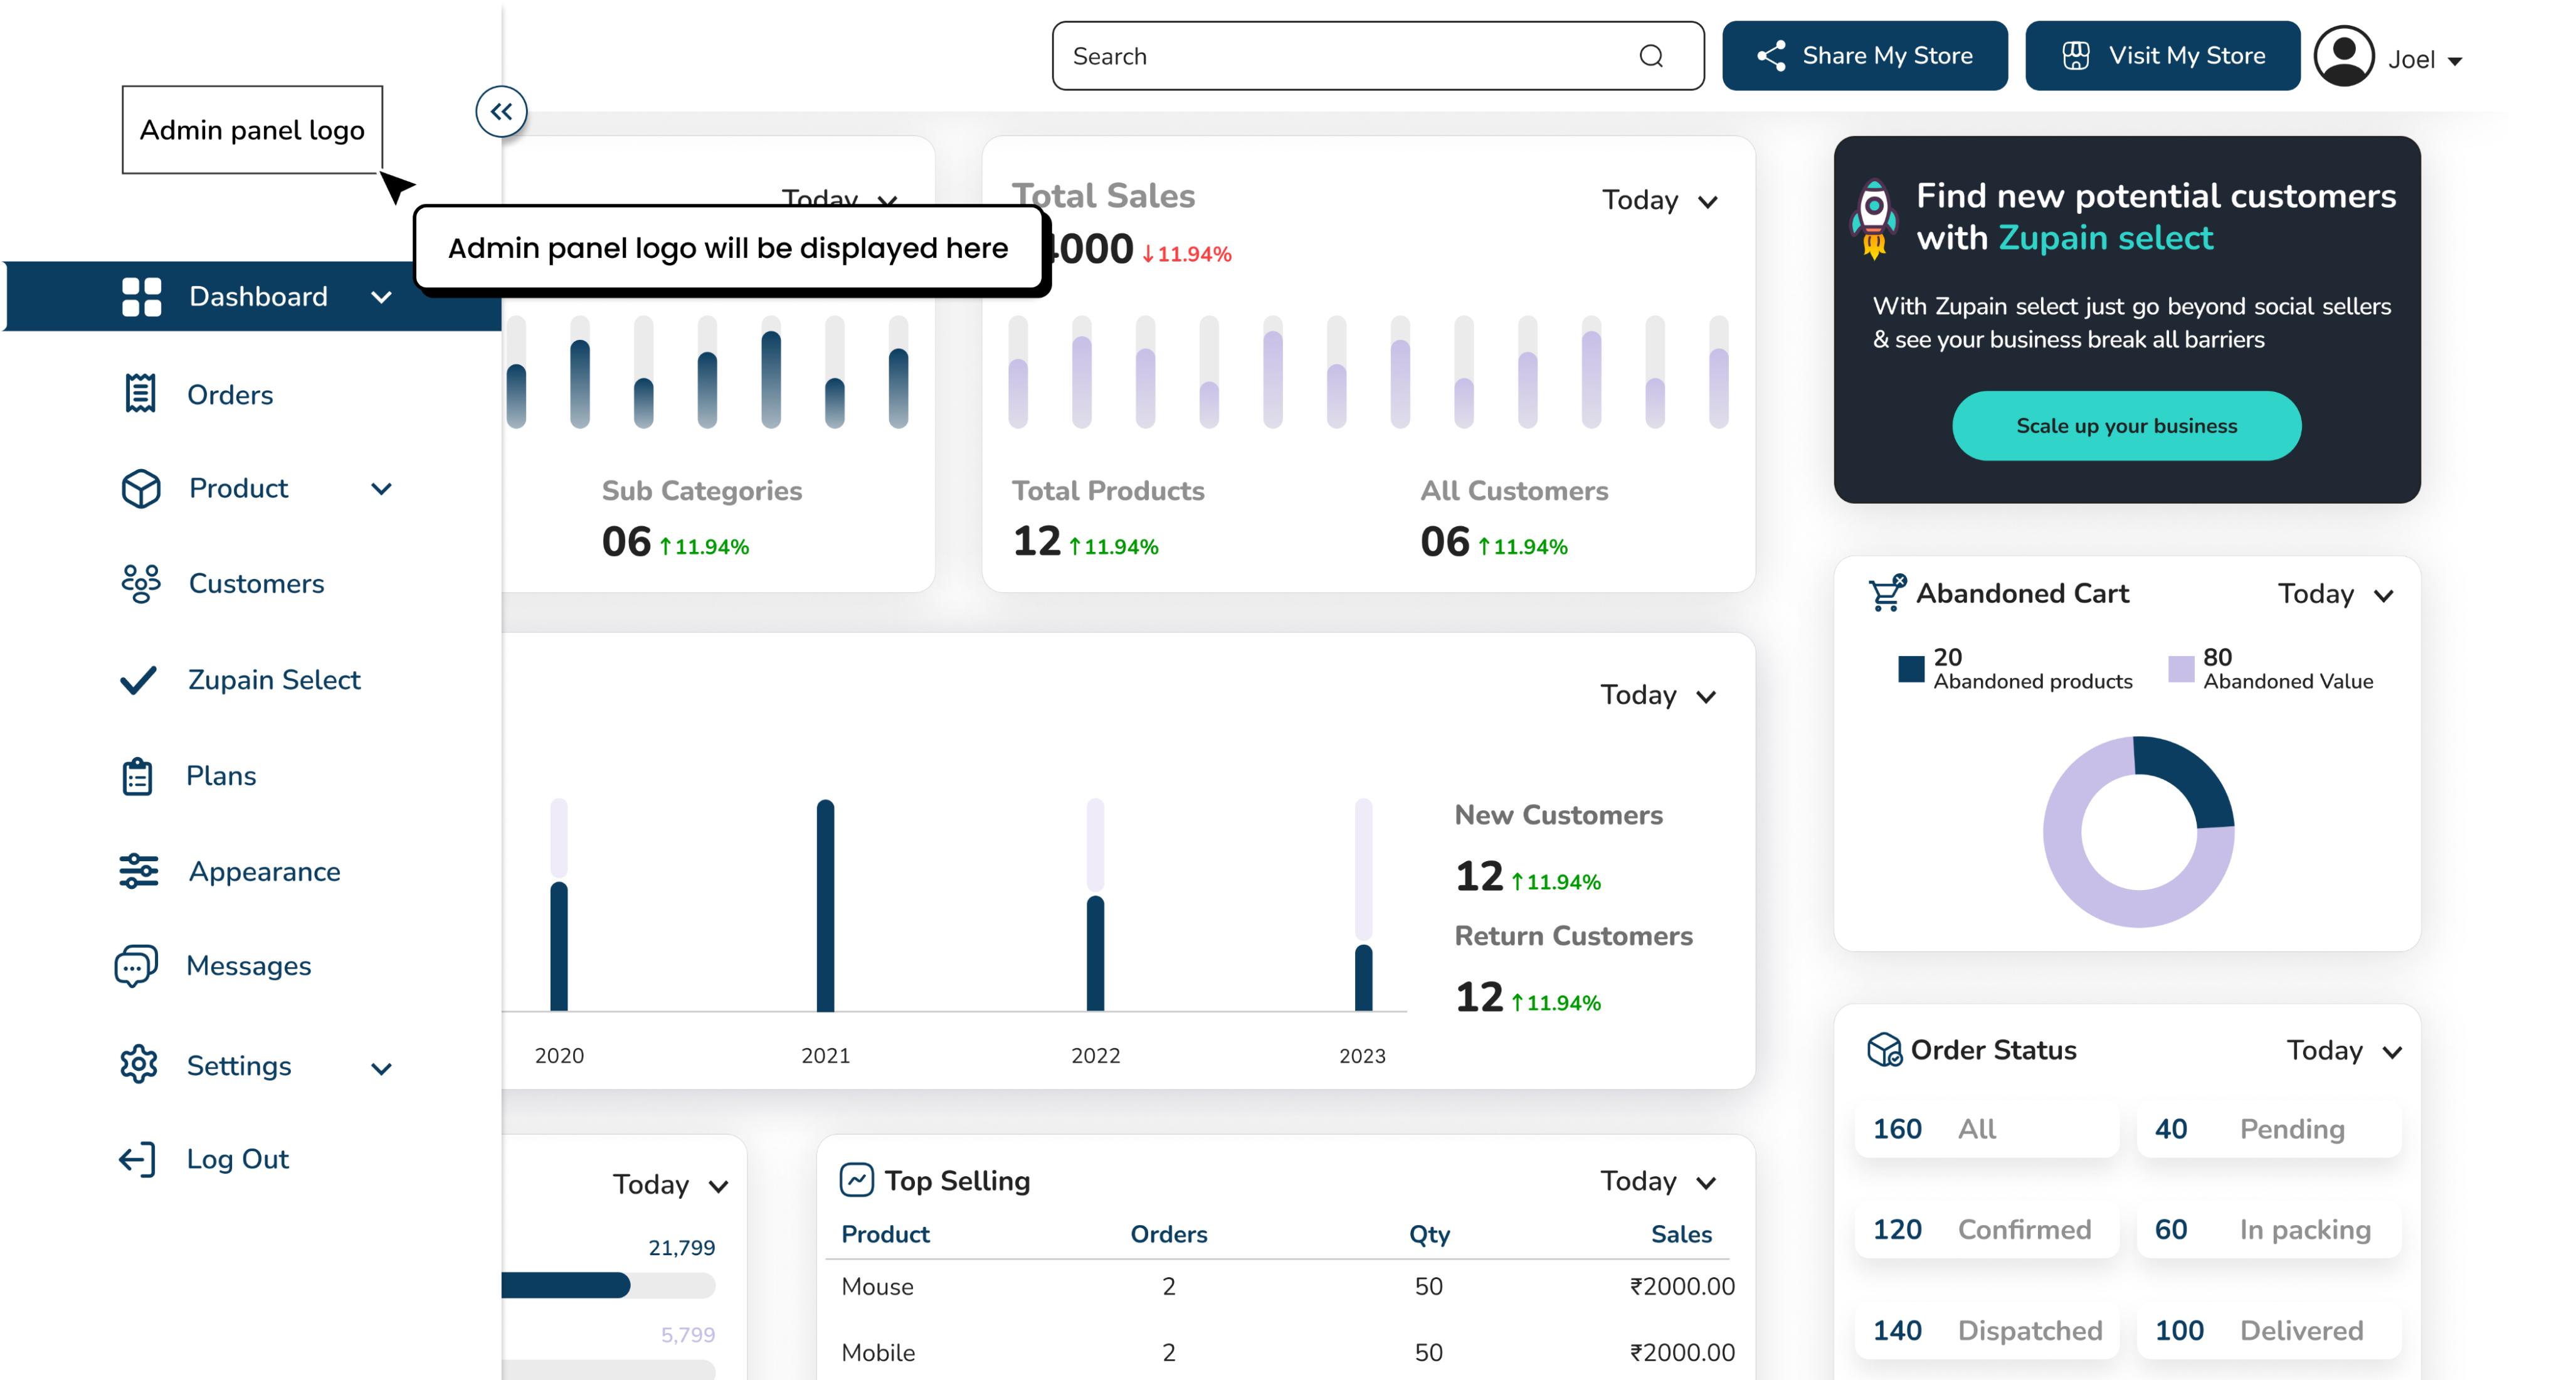 Search
Share My Store
Visit My Store
Joel
Admin panel logo
Admin panel logo will be displayed here
Dashboard
Orders
Product
Customers
Zupain Select
Plans
Appearance
Messages
Settings
Log Out
Today
Sub Categories
06 ↑11.94%
Total Sales
Today
000 ↓11.94%
Total Products
12 ↑11.94%
All Customers
06 ↑11.94%
Find new potential customers
with Zupain select
With Zupain select just go beyond social sellers
& see your business break all barriers
Scale up your business
Today
New Customers
12 ↑11.94%
Return Customers
12 ↑11.94%
2020 2021 2022 2023
Abandoned Cart
Today
20
Abandoned products
80
Abandoned Value
Today
21,799
5,799
Top Selling
Today
Product Orders Qty Sales
Mouse 2 50 ₹2000.00
Mobile 2 50 ₹2000.00
Order Status
Today
160 All
40 Pending
120 Confirmed
60 In packing
140 Dispatched
100 Delivered